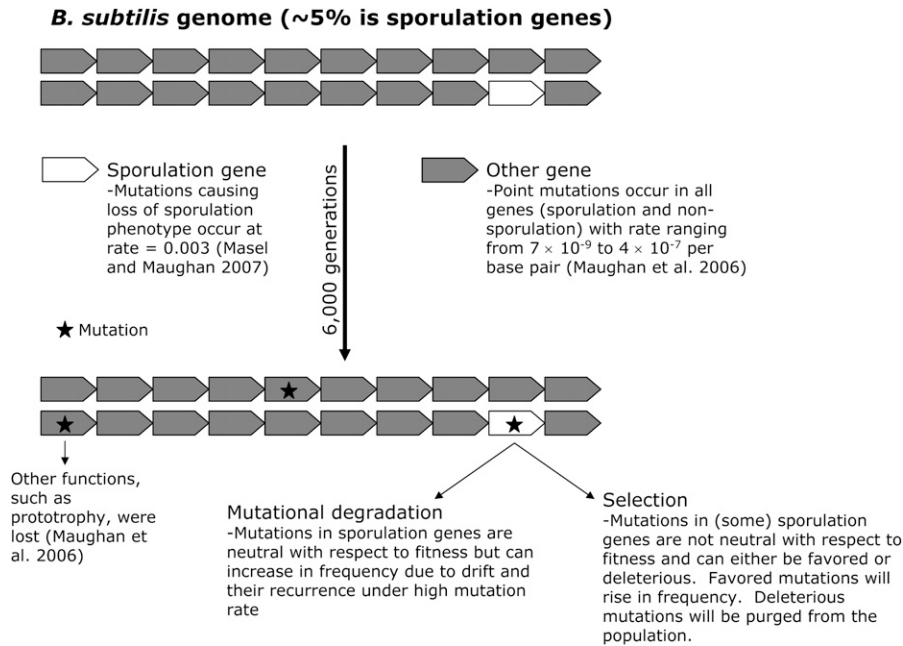 B. subtilis genome (~5% is sporulation genes)
Sporulation gene
-Mutations causing
loss of sporulation
phenotype occur at
rate = 0.003 (Masel
and Maughan 2007)
6,000 generations
Other gene
-Point mutations occur in all
genes (sporulation and non-
sporulation) with rate ranging
from 7 × 10⁻⁹ to 4 × 10⁻⁷ per
base pair (Maughan et al. 2006)
Mutation
Other functions,
such as
prototrophy, were
lost (Maughan et
al. 2006)
Mutational degradation
-Mutations in sporulation genes are
neutral with respect to fitness but can
increase in frequency due to drift and
their recurrence under high mutation
rate
Selection
-Mutations in (some) sporulation
genes are not neutral with respect to
fitness and can either be favored or
deleterious.  Favored mutations will
rise in frequency.  Deleterious
mutations will be purged from the
population.